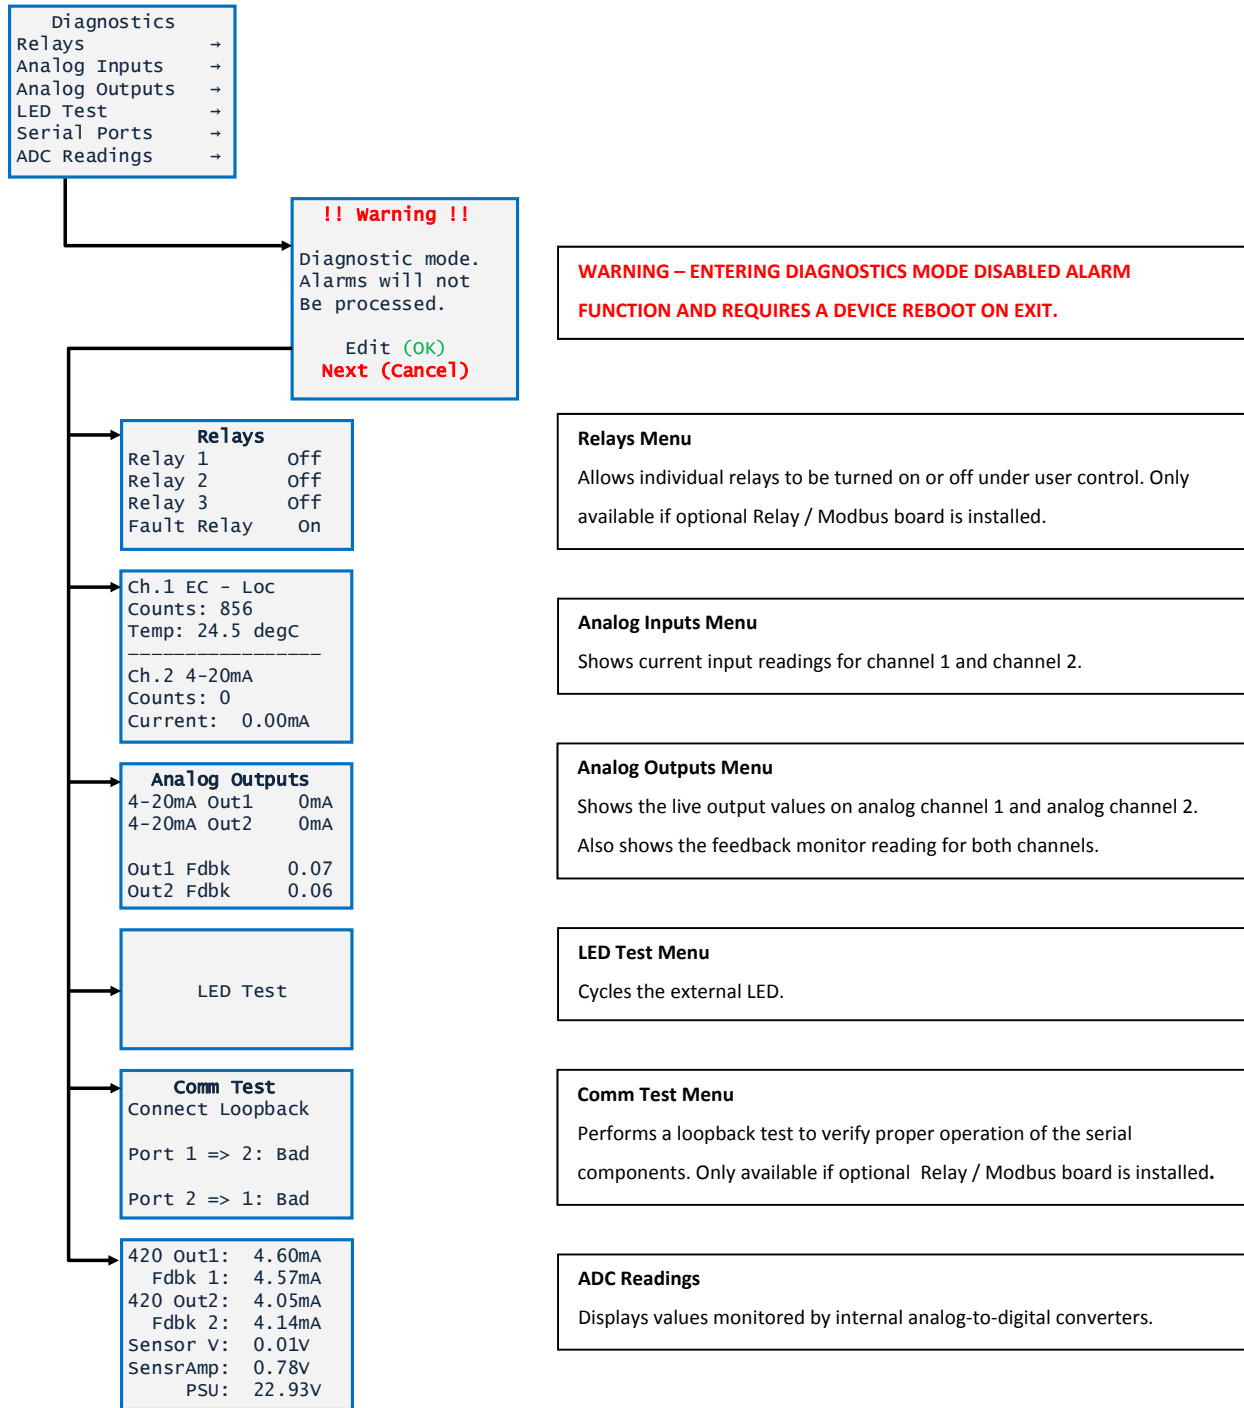 Diagnostics
Relays →
Analog Inputs →
Analog Outputs →
LED Test →
Serial Ports →
ADC Readings →
!! Warning !!
Diagnostic mode.
Alarms will not
Be processed.
Edit (OK)
Next (Cancel)
WARNING – ENTERING DIAGNOSTICS MODE DISABLED ALARM
FUNCTION AND REQUIRES A DEVICE REBOOT ON EXIT.
Relays
Relay 1 Off
Relay 2 Off
Relay 3 Off
Fault Relay On
Relays Menu
Allows individual relays to be turned on or off under user control. Only
available if optional Relay / Modbus board is installed.
Ch.1 EC - Loc
Counts: 856
Temp: 24.5 degC
-----------------
Ch.2 4-20mA
Counts: 0
Current: 0.00mA
Analog Inputs Menu
Shows current input readings for channel 1 and channel 2.
Analog Outputs
4-20mA Out1 0mA
4-20mA Out2 0mA
Out1 Fdbk 0.07
Out2 Fdbk 0.06
Analog Outputs Menu
Shows the live output values on analog channel 1 and analog channel 2.
Also shows the feedback monitor reading for both channels.
LED Test
LED Test Menu
Cycles the external LED.
Comm Test
Connect Loopback
Port 1 => 2: Bad
Port 2 => 1: Bad
Comm Test Menu
Performs a loopback test to verify proper operation of the serial
components. Only available if optional Relay / Modbus board is installed.
420 Out1: 4.60mA
Fdbk 1: 4.57mA
420 Out2: 4.05mA
Fdbk 2: 4.14mA
Sensor V: 0.01V
SensrAmp: 0.78V
PSU: 22.93V
ADC Readings
Displays values monitored by internal analog-to-digital converters.